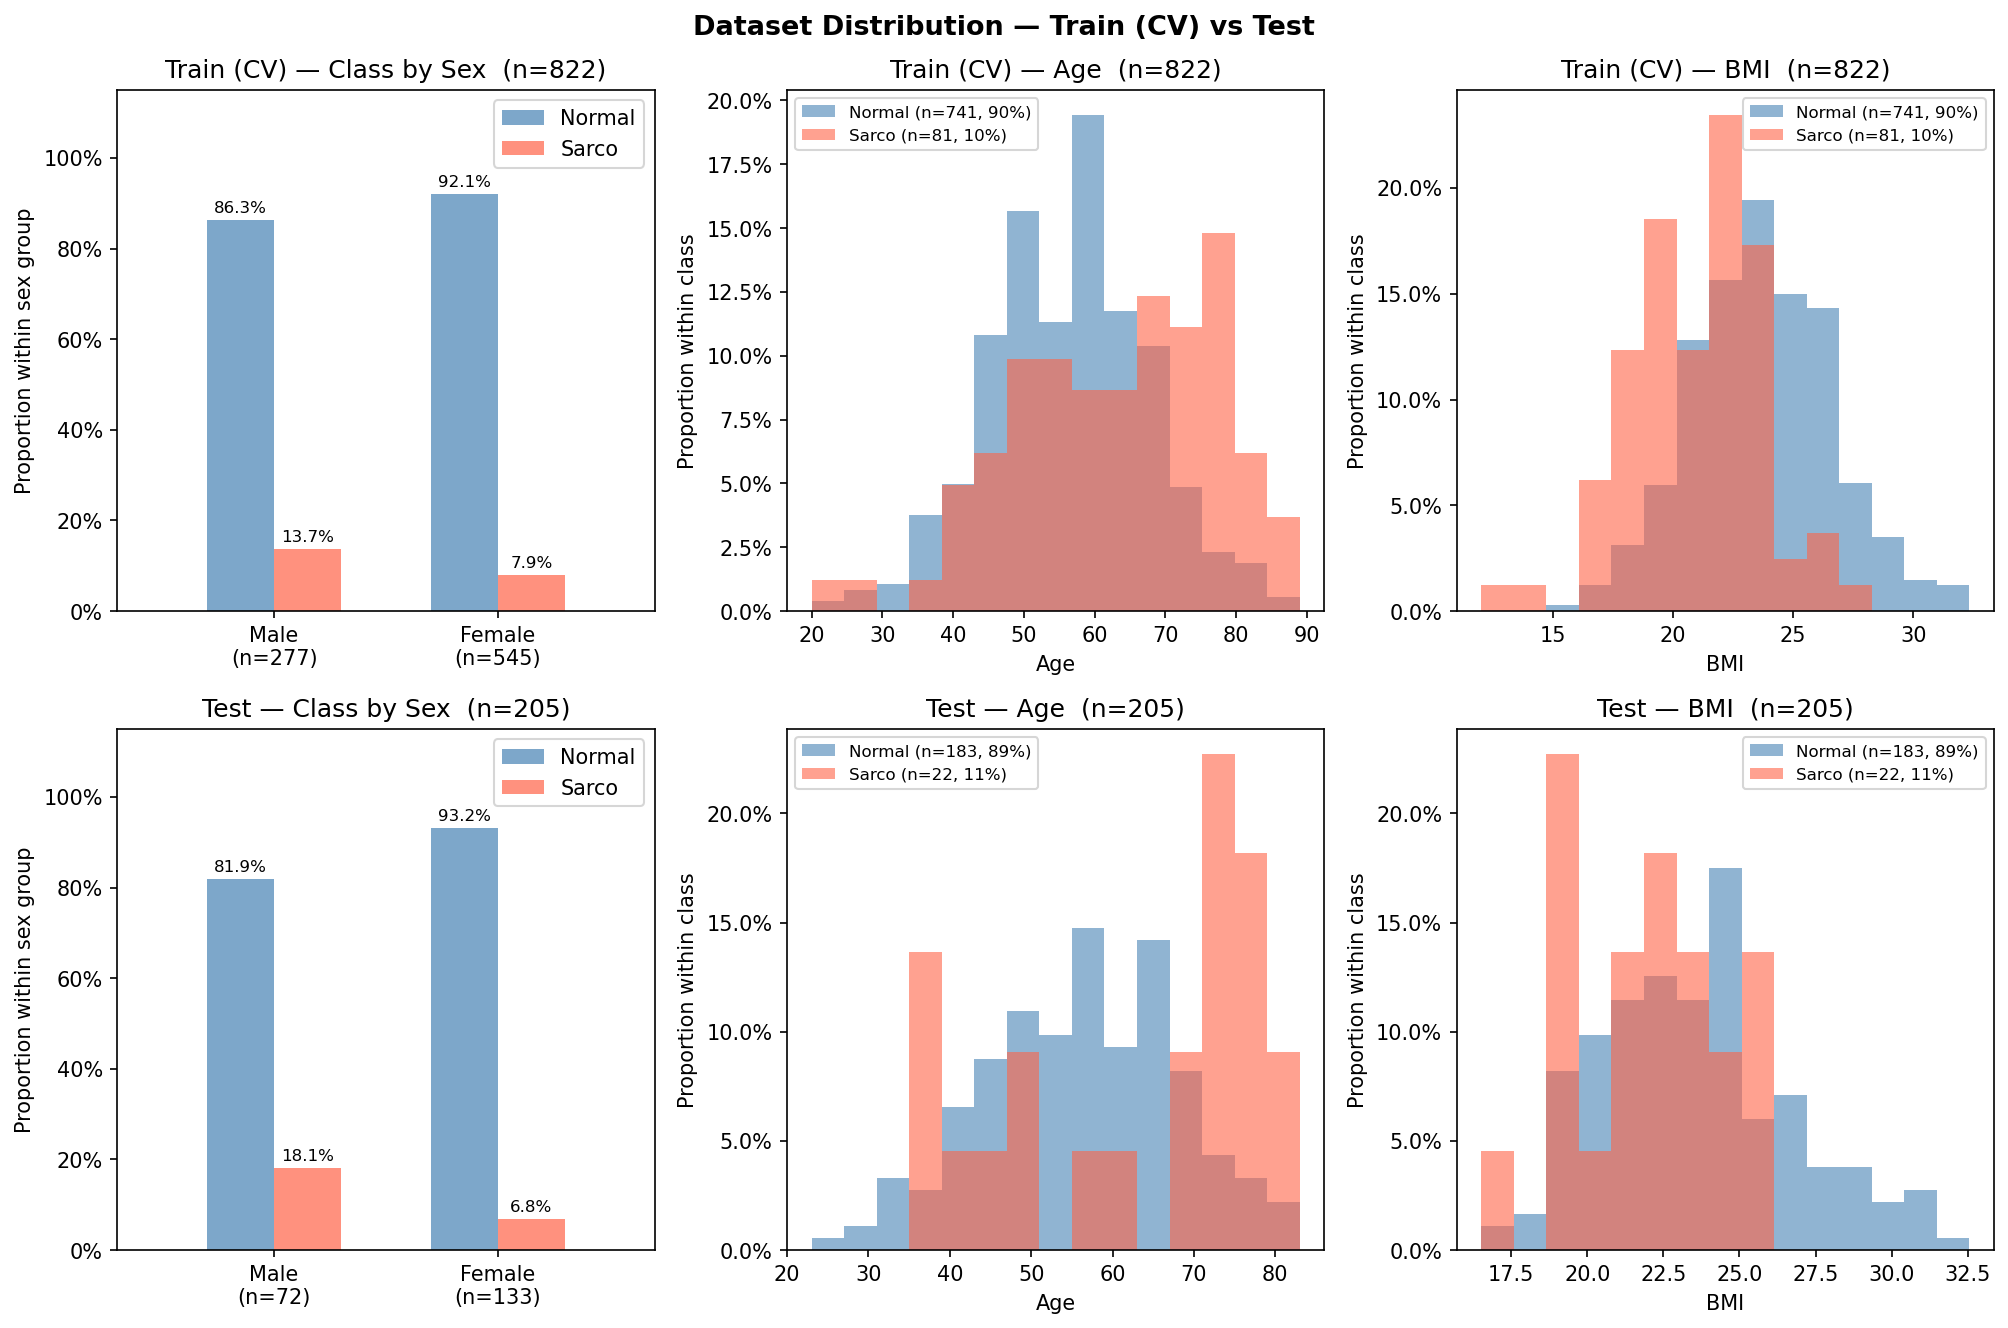 Dataset Distribution — Train (CV) vs Test
Train (CV) — Class by Sex  (n=822)
Proportion within sex group
100%
80%
60%
40%
20%
0%
Normal
Sarco
86.3%
13.7%
92.1%
7.9%
Male
(n=277)
Female
(n=545)
Train (CV) — Age  (n=822)
Proportion within class
20.0%
17.5%
15.0%
12.5%
10.0%
7.5%
5.0%
2.5%
0.0%
Normal (n=741, 90%)
Sarco (n=81, 10%)
20 30 40 50 60 70 80 90
Age
Train (CV) — BMI  (n=822)
Proportion within class
20.0%
15.0%
10.0%
5.0%
0.0%
Normal (n=741, 90%)
Sarco (n=81, 10%)
15 20 25 30
BMI
Test — Class by Sex  (n=205)
Proportion within sex group
100%
80%
60%
40%
20%
0%
Normal
Sarco
81.9%
18.1%
93.2%
6.8%
Male
(n=72)
Female
(n=133)
Test — Age  (n=205)
Proportion within class
20.0%
15.0%
10.0%
5.0%
0.0%
Normal (n=183, 89%)
Sarco (n=22, 11%)
20 30 40 50 60 70 80
Age
Test — BMI  (n=205)
Proportion within class
20.0%
15.0%
10.0%
5.0%
0.0%
Normal (n=183, 89%)
Sarco (n=22, 11%)
17.5 20.0 22.5 25.0 27.5 30.0 32.5
BMI